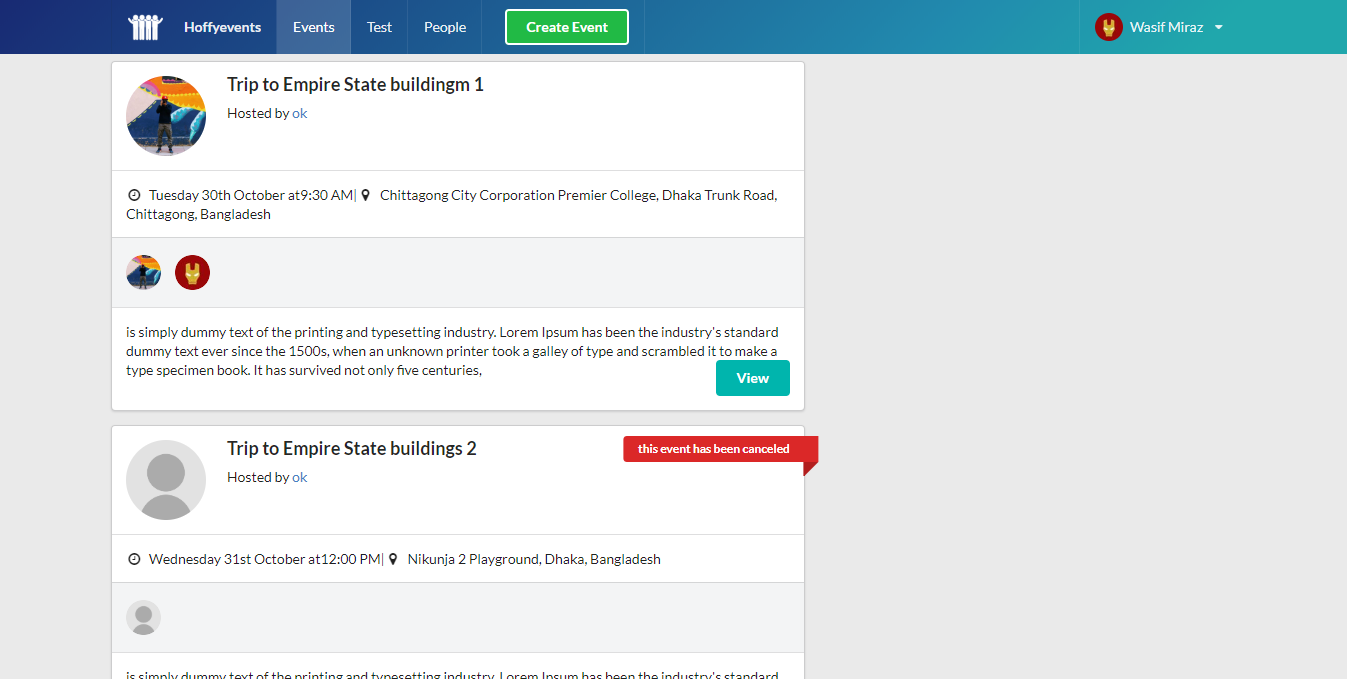 Hoffyevents Events Test People Create Event Wasif Miraz
Trip to Empire State buildingm 1
Hosted by ok
Tuesday 30th October at9:30 AM| Chittagong City Corporation Premier College, Dhaka Trunk Road,
Chittagong, Bangladesh
is simply dummy text of the printing and typesetting industry. Lorem Ipsum has been the industry's standard
dummy text ever since the 1500s, when an unknown printer took a galley of type and scrambled it to make a
type specimen book. It has survived not only five centuries,
View
Trip to Empire State buildings 2
this event has been canceled
Hosted by ok
Wednesday 31st October at12:00 PM| Nikunja 2 Playground, Dhaka, Bangladesh
is simply dummy text of the printing and typesetting industry. Lorem Ipsum has been the industry's standard